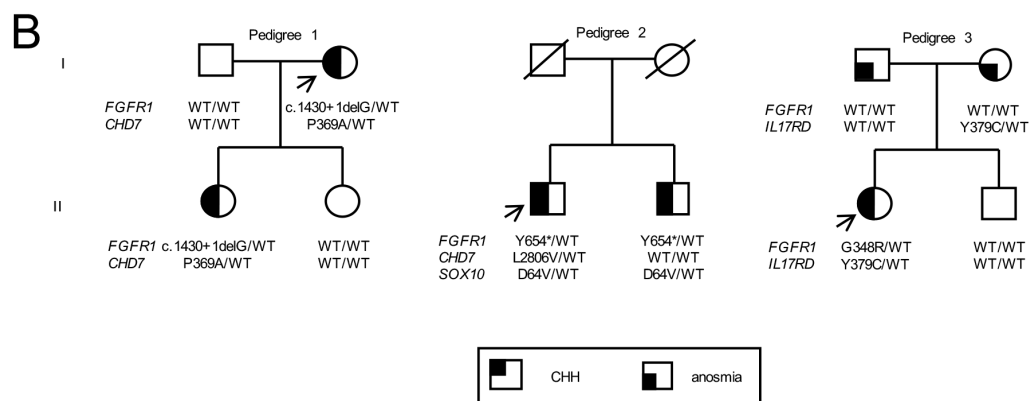 B
Pedigree 1
Pedigree 2
Pedigree 3
I
FGFR1 WT/WT c.1430+1delG/WT
CHD7 WT/WT P369A/WT
FGFR1 WT/WT WT/WT
IL17RD WT/WT Y379C/WT
II
FGFR1 c.1430+1delG/WT WT/WT
CHD7 P369A/WT WT/WT
FGFR1 Y654*/WT Y654*/WT
CHD7 L2806V/WT WT/WT
SOX10 D64V/WT D64V/WT
FGFR1 G348R/WT WT/WT
IL17RD Y379C/WT WT/WT
CHH anosmia